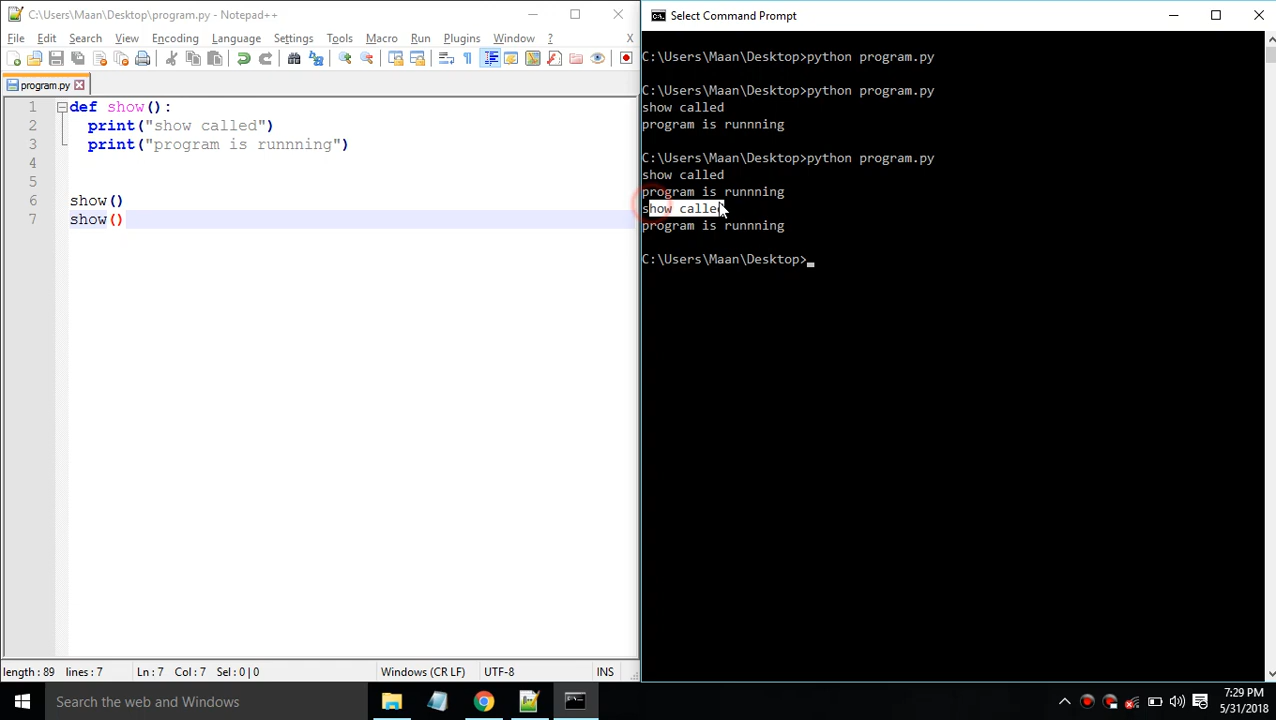 C:\Users\Maan\Desktop\program.py - Notepad++
File Edit Search View Encoding Language Settings Tools Macro Run Plugins Window ? X
program.py
1 def show():
2 print("show called")
3 print("program is runnning")
4
5
6 show()
7 show()
length : 89 lines : 7 Ln : 7 Col : 7 Sel : 0 | 0 Windows (CR LF) UTF-8 INS
Select Command Prompt
C:\Users\Maan\Desktop>python program.py
C:\Users\Maan\Desktop>python program.py
show called
program is runnning
C:\Users\Maan\Desktop>python program.py
show called
program is runnning
show called
program is runnning
C:\Users\Maan\Desktop>
Search the web and Windows
7:29 PM
5/31/2018